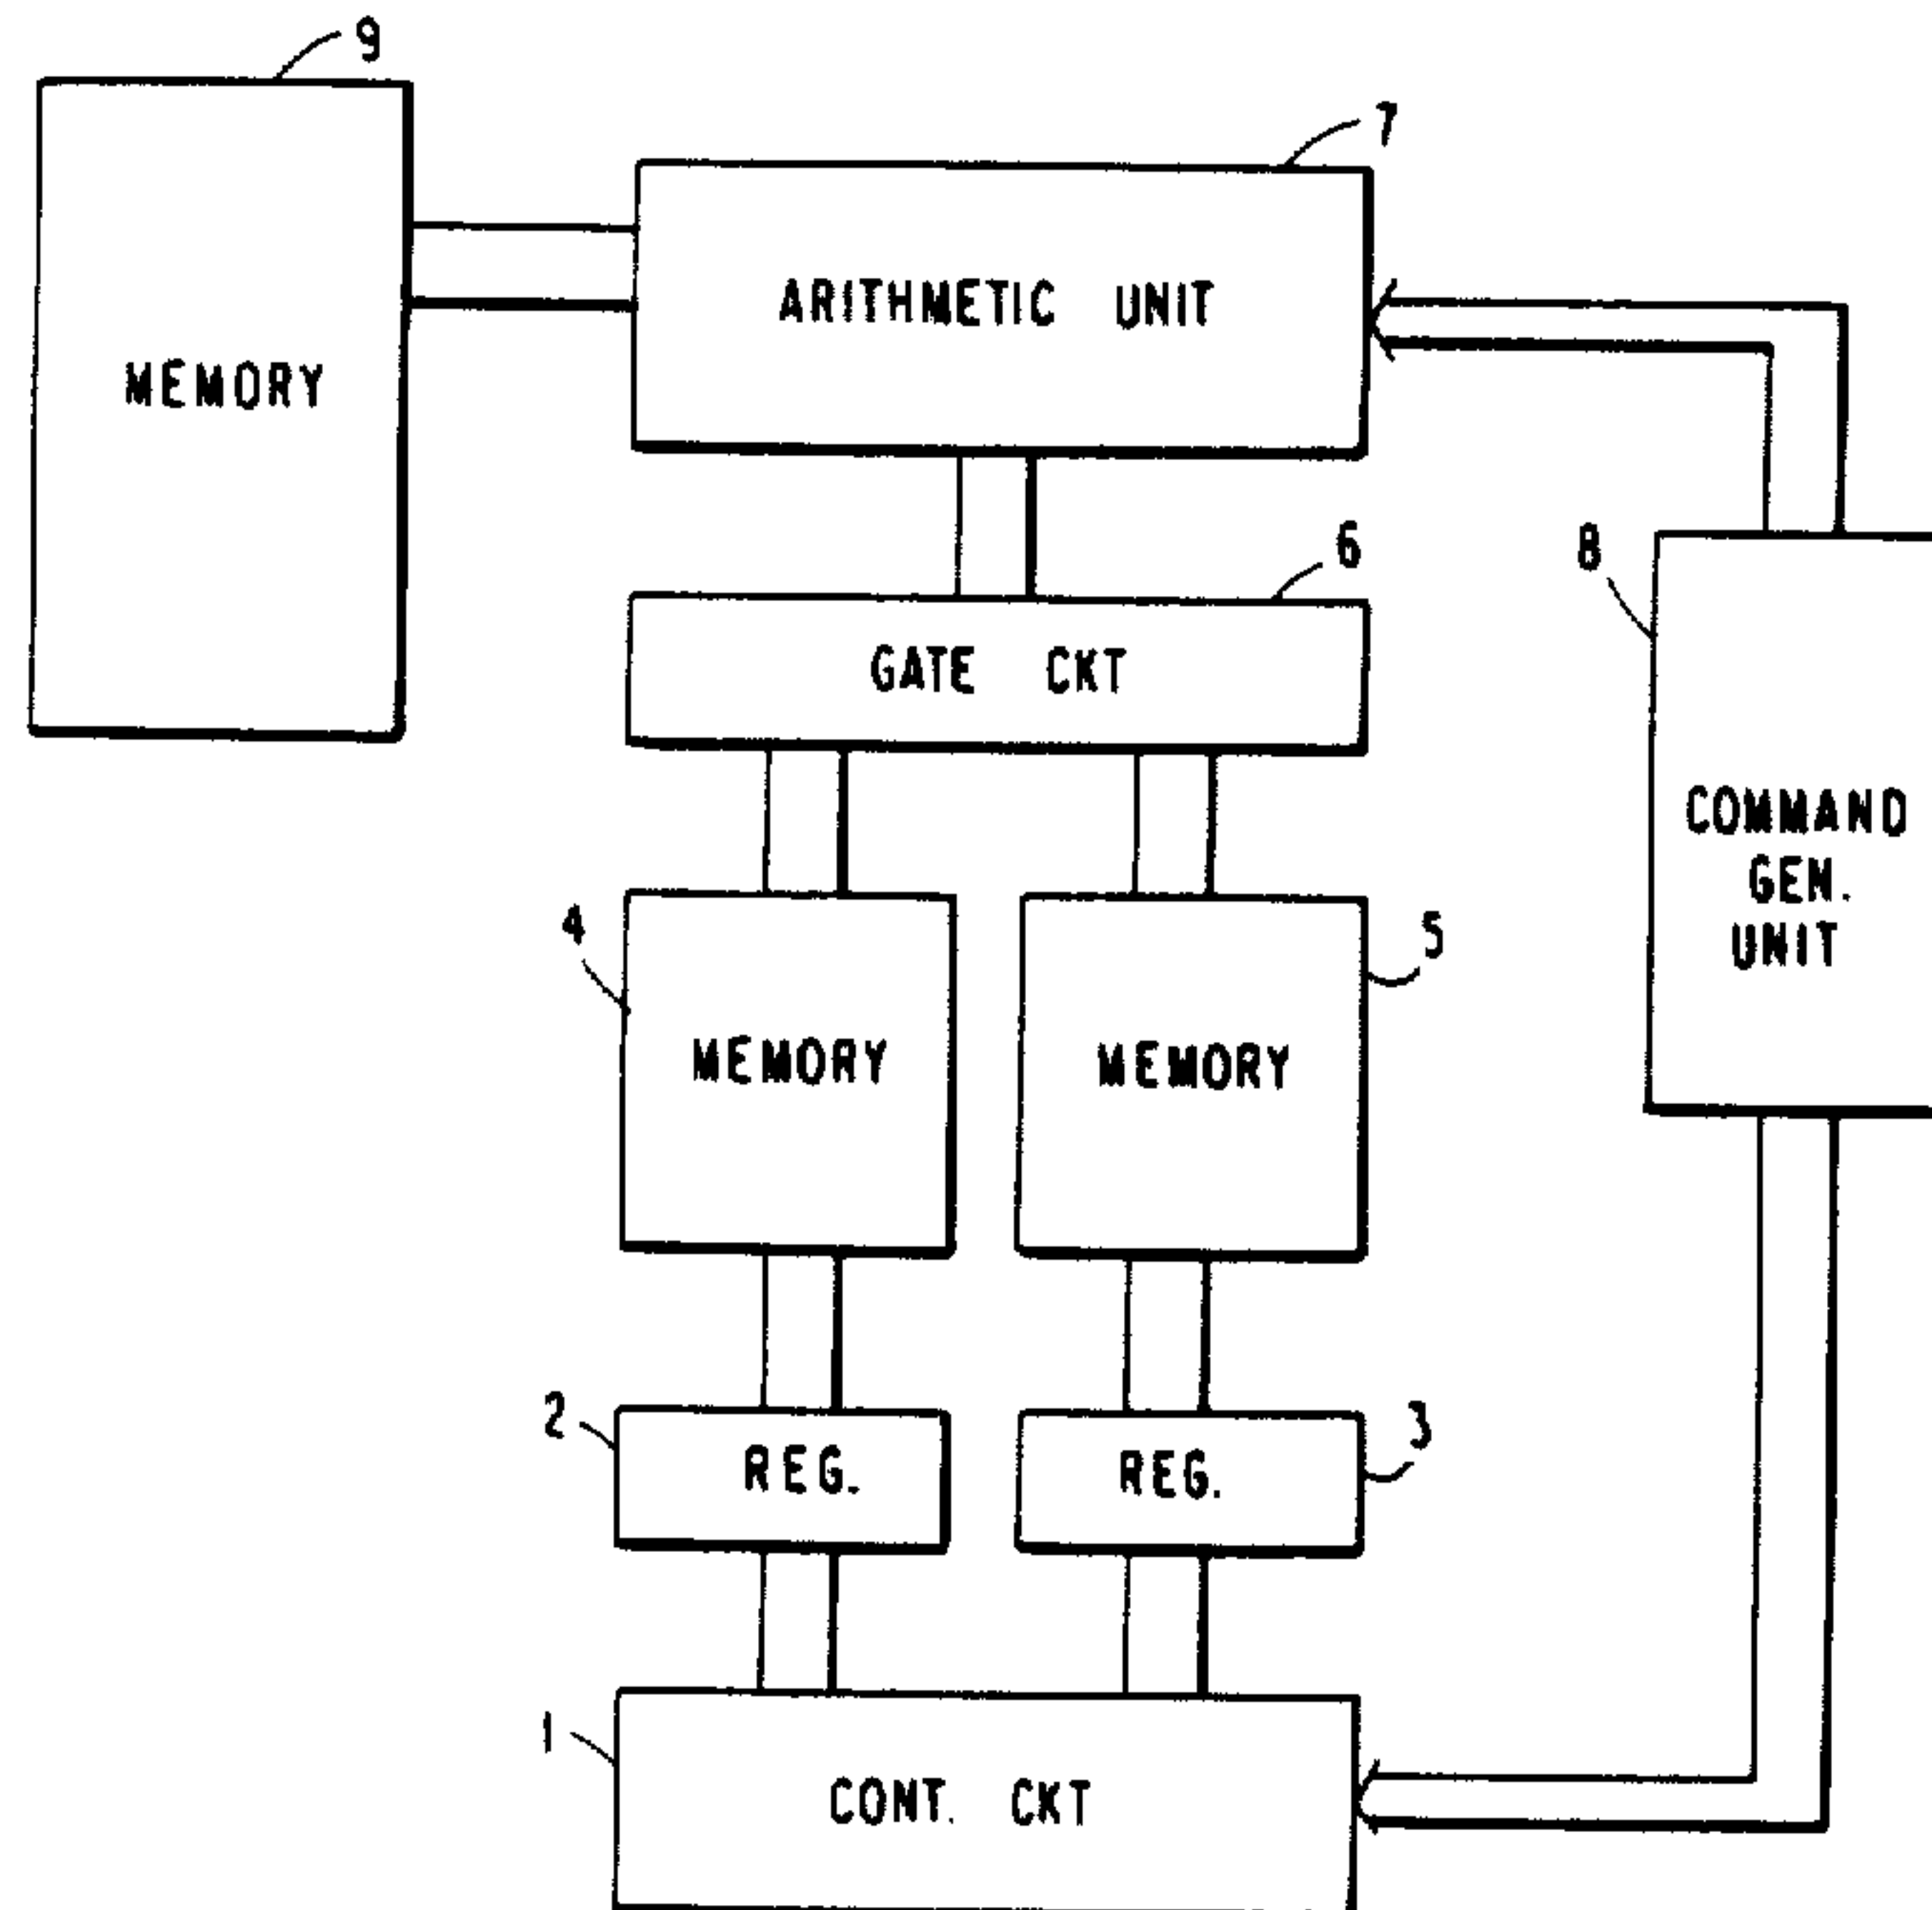 9
7
ARITHMETIC UNIT
MEMORY
6
8
GATE CKT
COMMAND
GEN.
UNIT
4
5
MEMORY
MEMORY
2
3
REG.
REG.
1
CONT. CKT